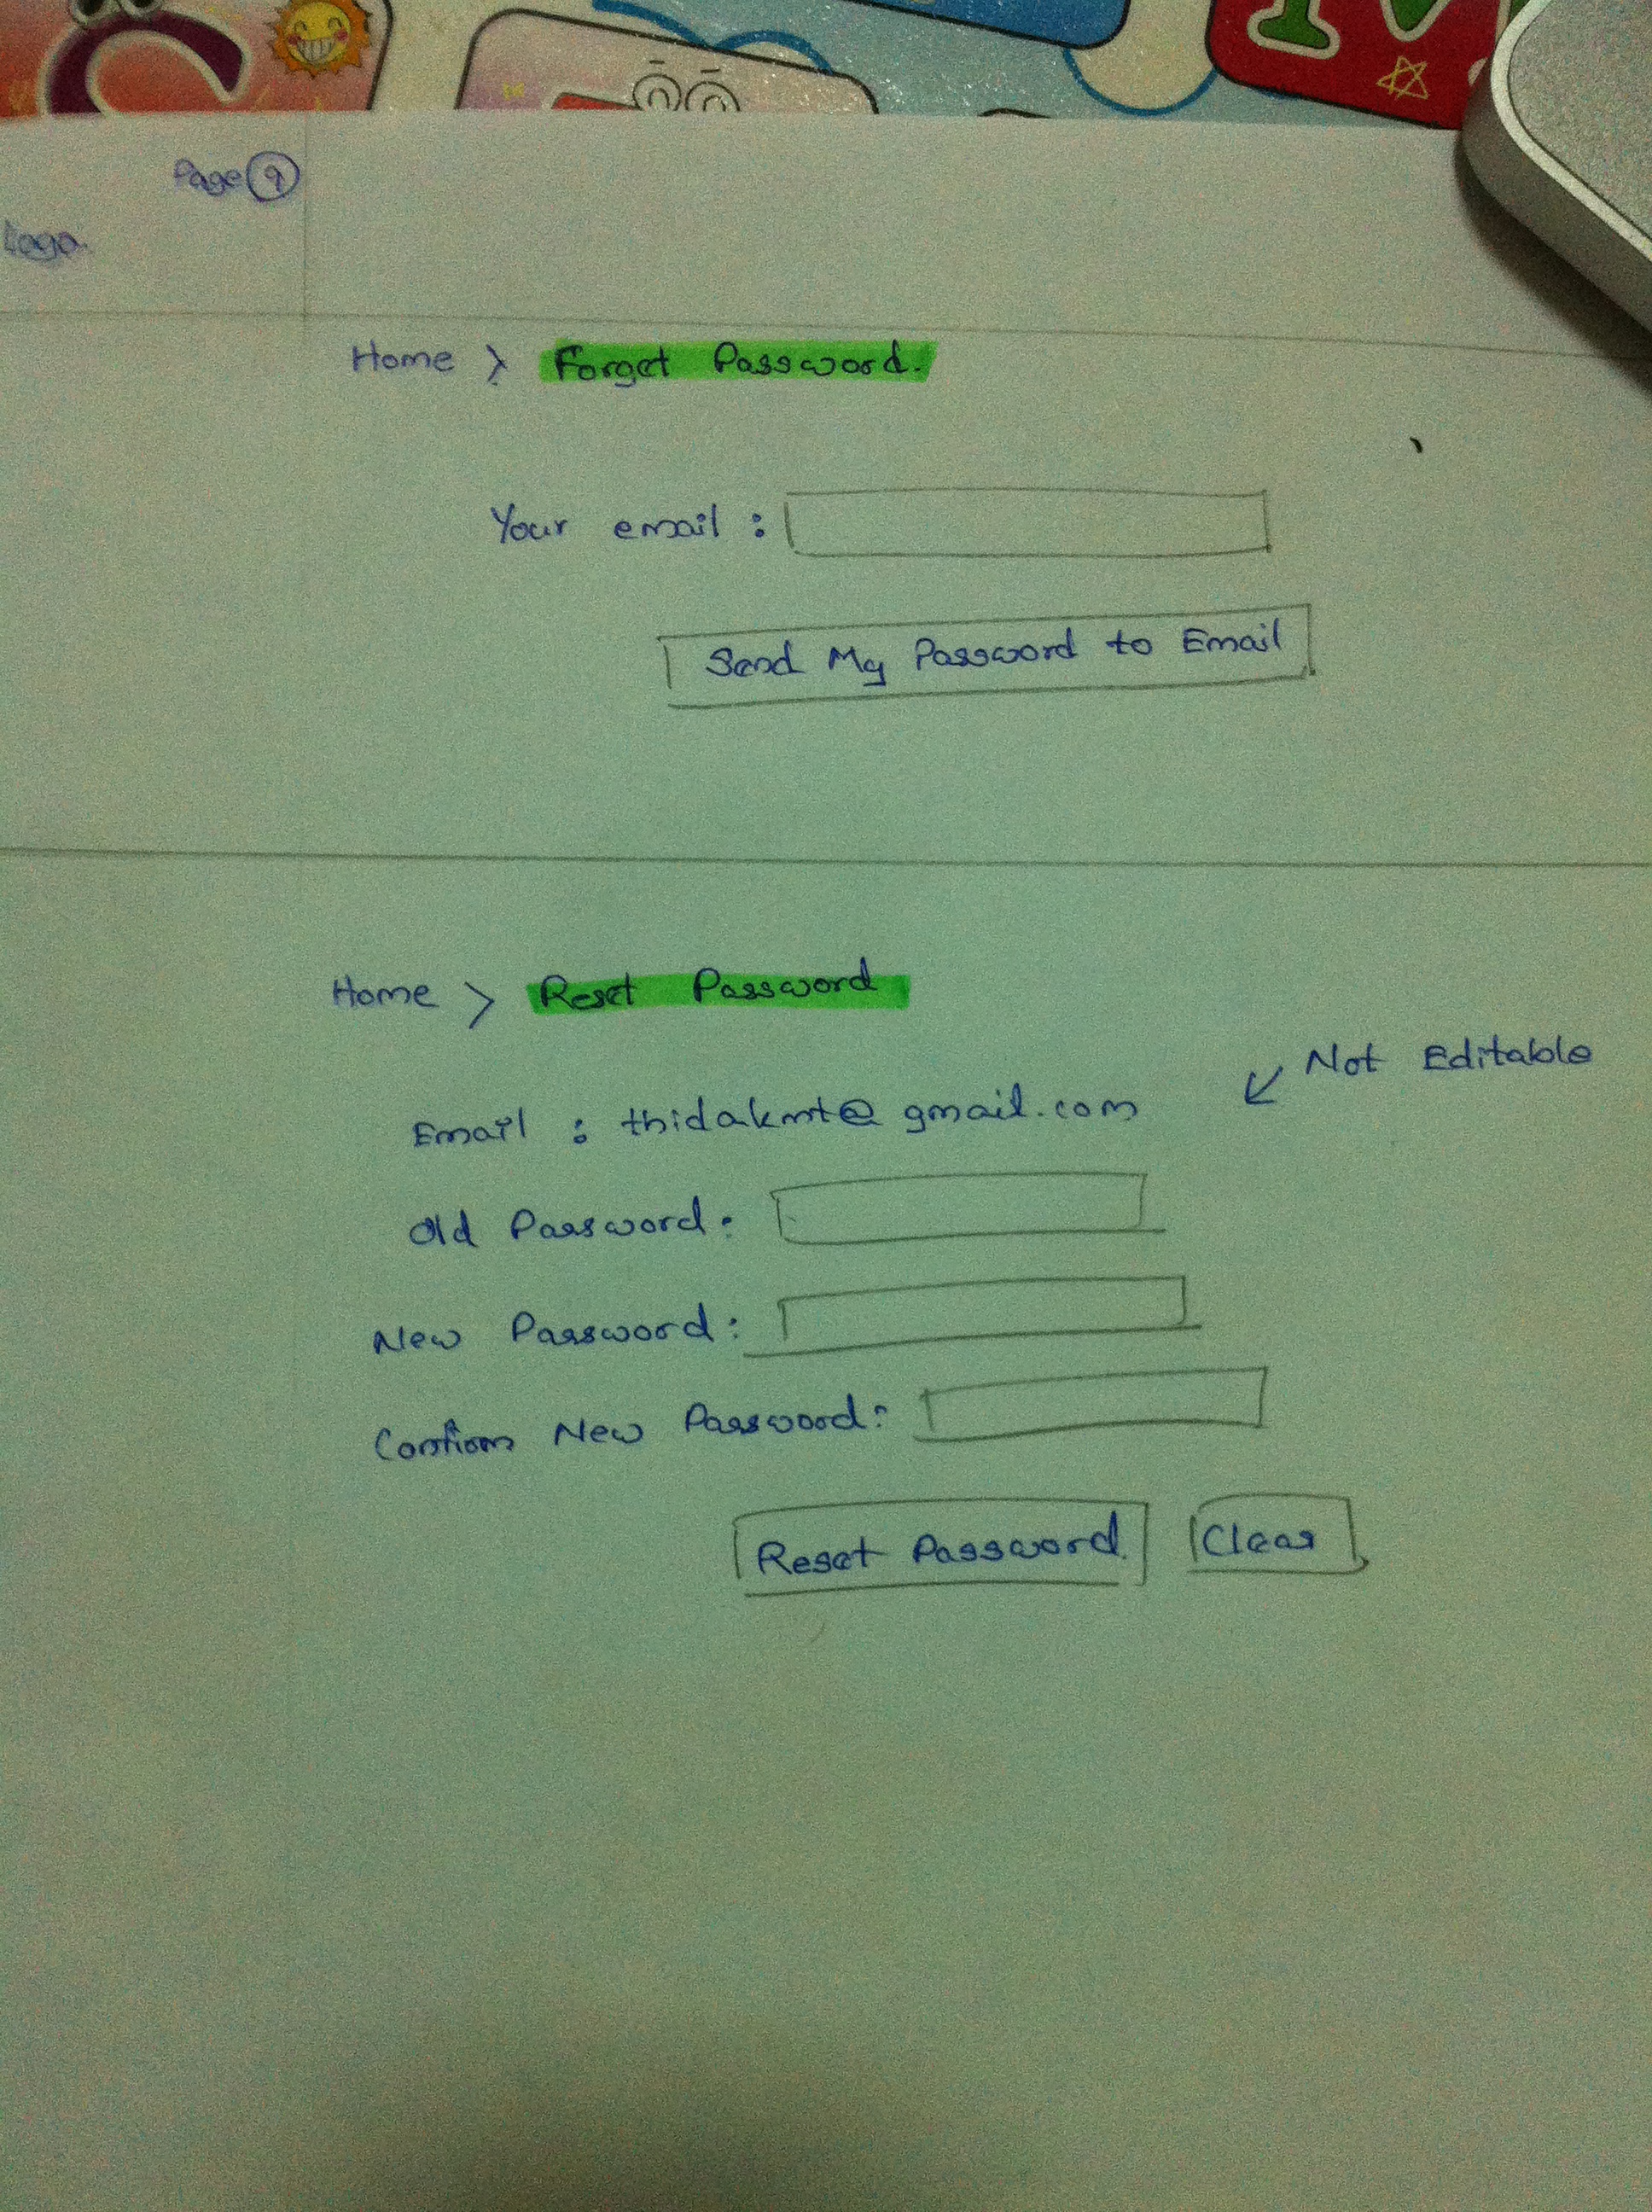 Page 9
Logo.
Home > Forget Password.
Your email :
Send My Password to Email
Home > Reset Password
Not Editable
Email : thidakmt@gmail.com
Old Password:
New Password:
Confirm New Password:
Reset Password
Clear